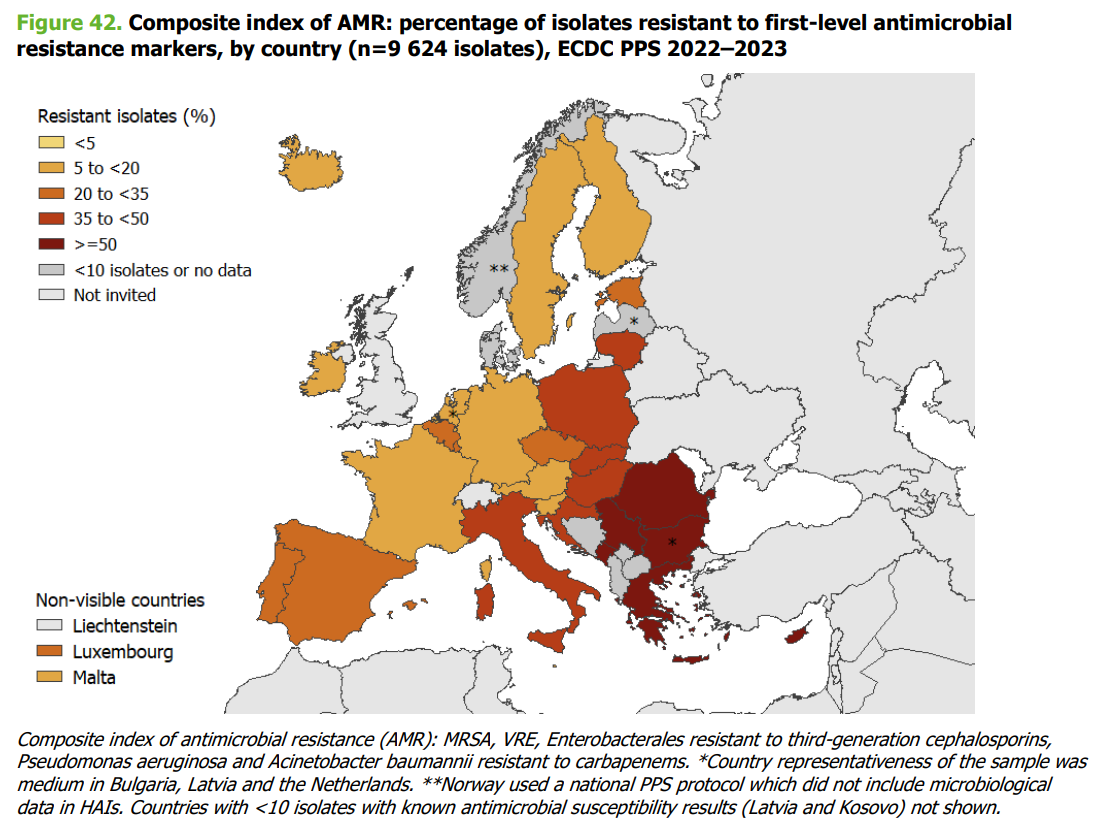 Figure 42. Composite index of AMR: percentage of isolates resistant to first-level antimicrobial
resistance markers, by country (n=9 624 isolates), ECDC PPS 2022–2023
Resistant isolates (%)
<5
5 to <20
20 to <35
35 to <50
>=50
<10 isolates or no data
Not invited
**
*
*
*
Non-visible countries
Liechtenstein
Luxembourg
Malta
Composite index of antimicrobial resistance (AMR): MRSA, VRE, Enterobacterales resistant to third-generation cephalosporins,
Pseudomonas aeruginosa and Acinetobacter baumannii resistant to carbapenems. *Country representativeness of the sample was
medium in Bulgaria, Latvia and the Netherlands. **Norway used a national PPS protocol which did not include microbiological
data in HAIs. Countries with <10 isolates with known antimicrobial susceptibility results (Latvia and Kosovo) not shown.